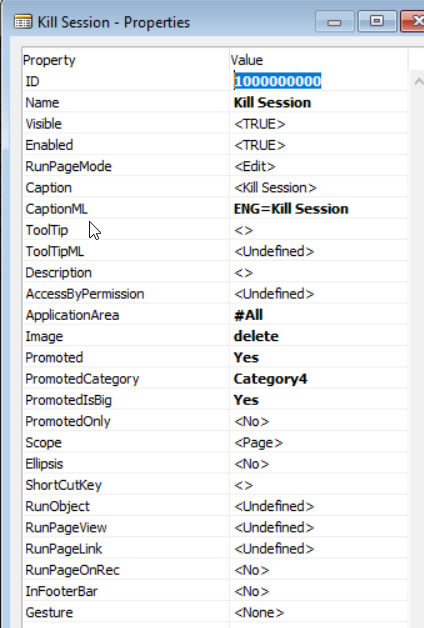 Kill Session - Properties
Property Value
ID 1000000000
Name Kill Session
Visible <TRUE>
Enabled <TRUE>
RunPageMode <Edit>
Caption <Kill Session>
CaptionML ENG=Kill Session
ToolTip <>
ToolTipML <Undefined>
Description <>
AccessByPermission <Undefined>
ApplicationArea #All
Image delete
Promoted Yes
PromotedCategory Category4
PromotedIsBig Yes
PromotedOnly <No>
Scope <Page>
Ellipsis <No>
ShortCutKey <>
RunObject <Undefined>
RunPageView <Undefined>
RunPageLink <Undefined>
RunPageOnRec <No>
InFooterBar <No>
Gesture <None>